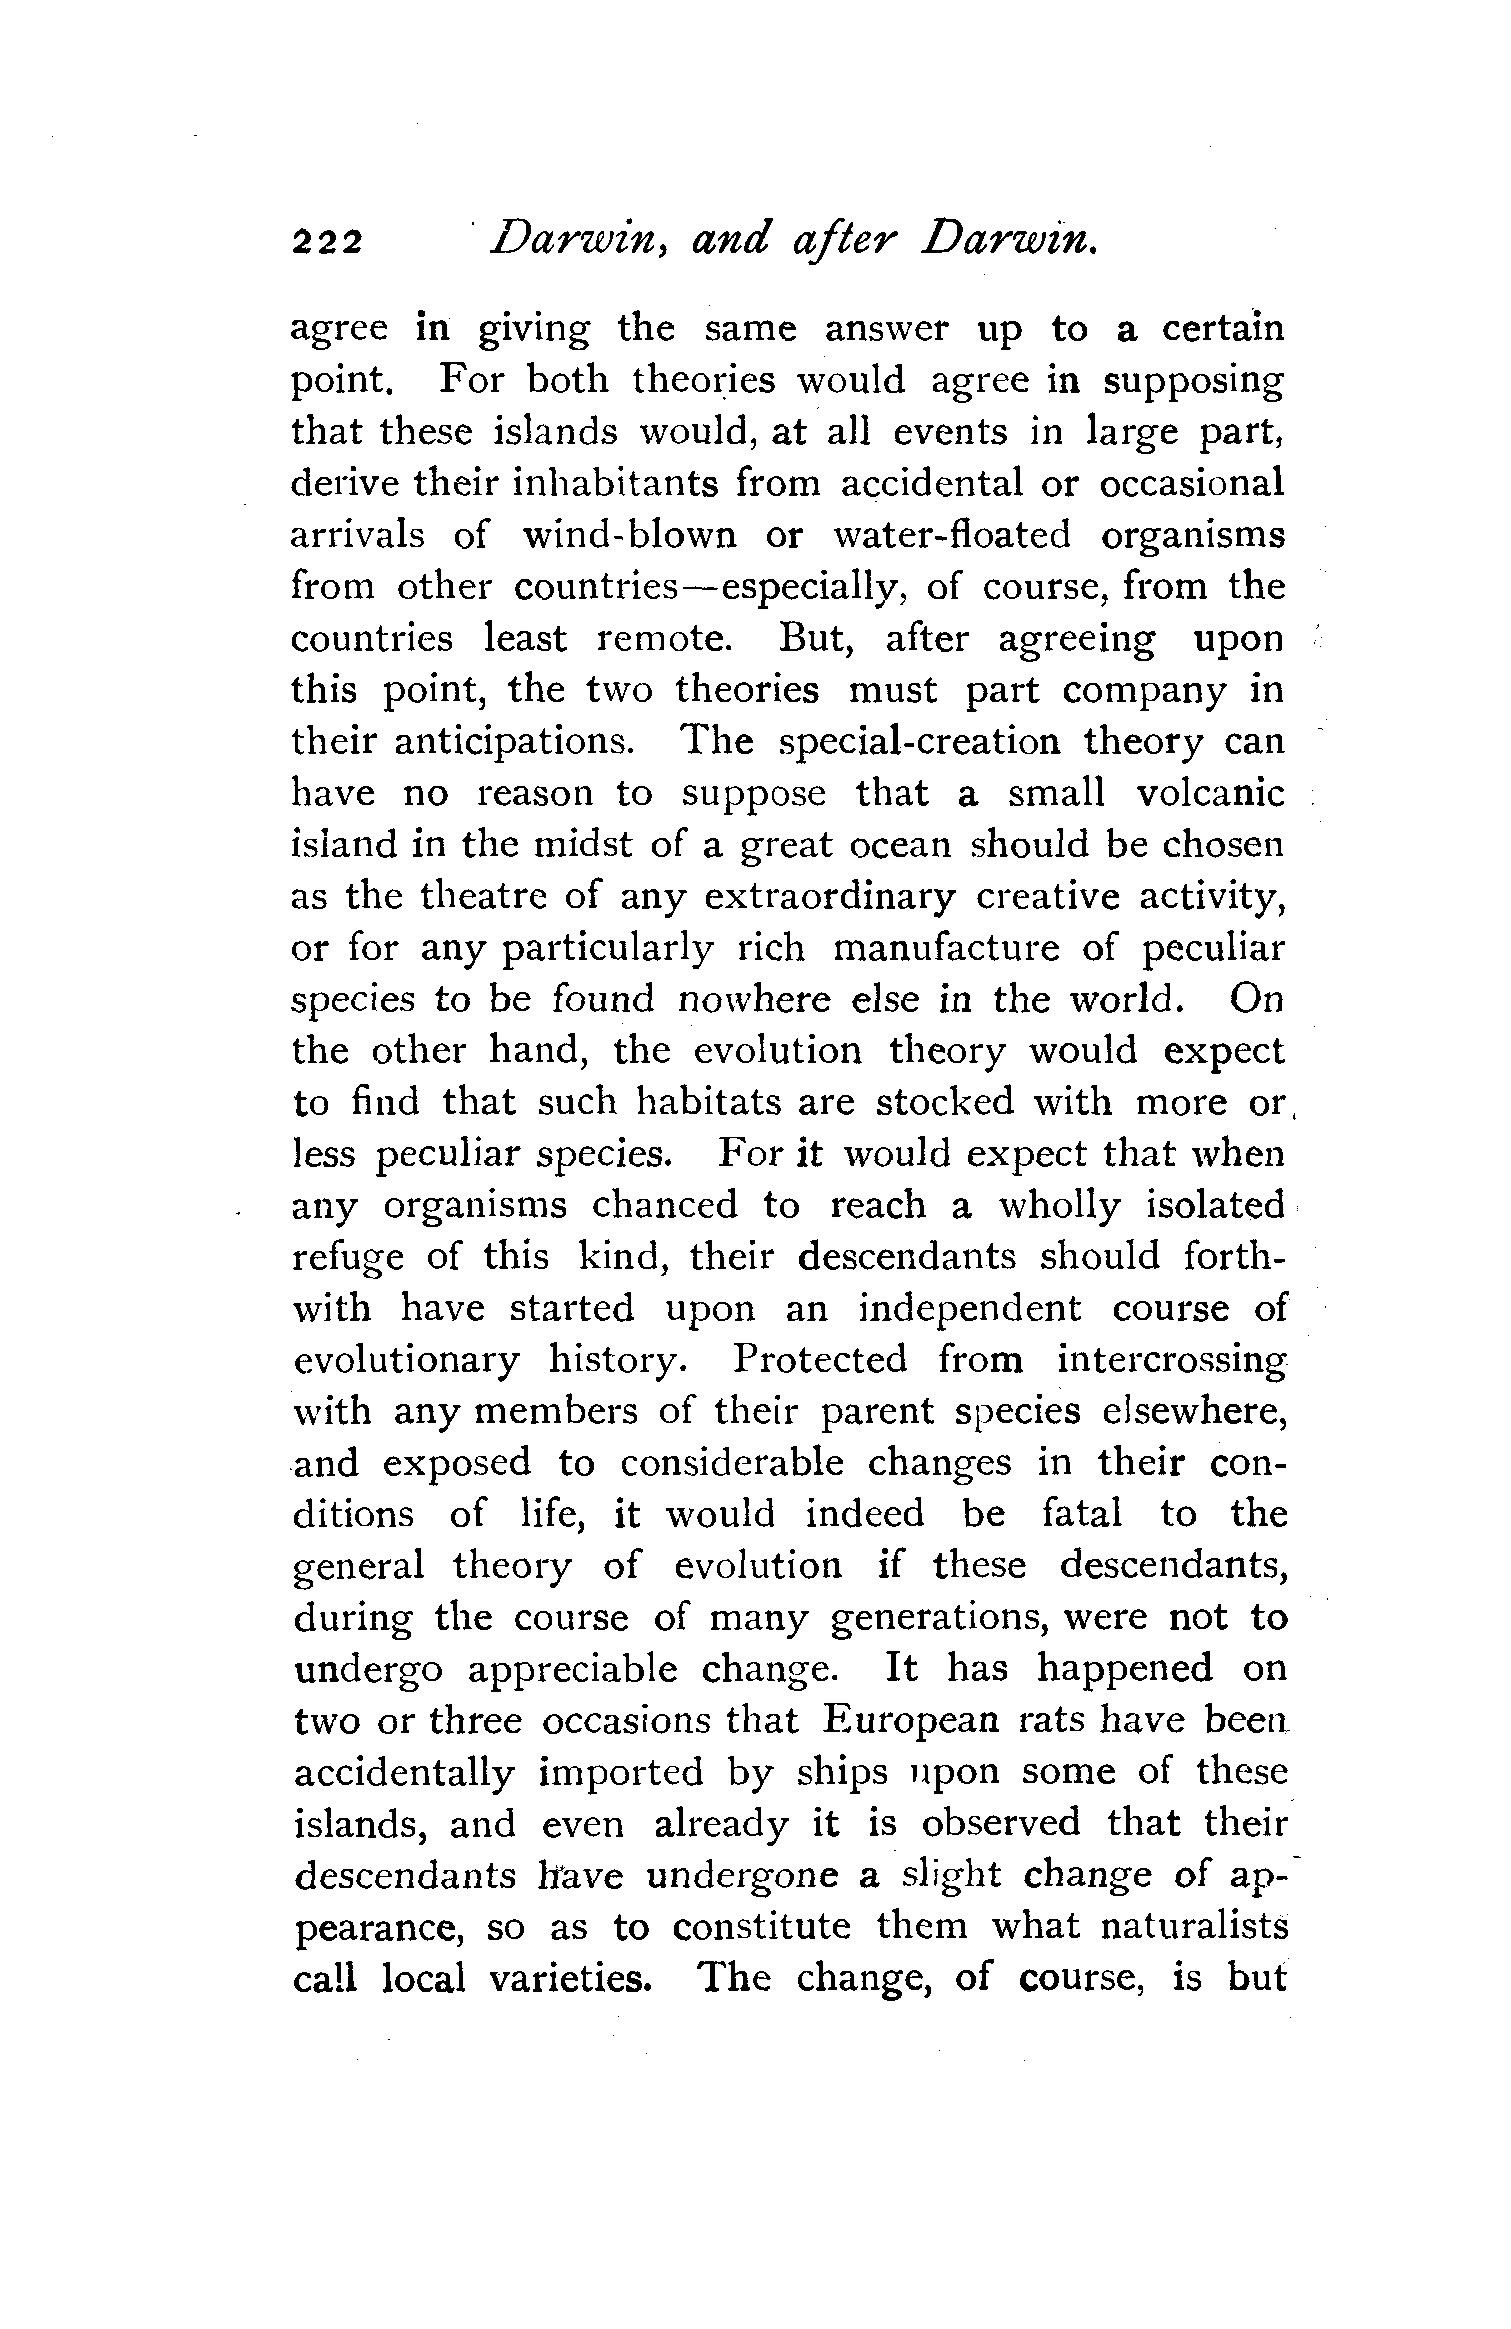 222 Darwin, and after Darwin.
agree in giving the same answer up to a certain
point. For both theories would agree in supposing
that these islands would, at all events in large part,
derive their inhabitants from accidental or occasional
arrivals of wind-blown or water-floated organisms
from other countries—especially, of course, from the
countries least remote. But, after agreeing upon
this point, the two theories must part company in
their anticipations. The special-creation theory can
have no reason to suppose that a small volcanic
island in the midst of a great ocean should be chosen
as the theatre of any extraordinary creative activity,
or for any particularly rich manufacture of peculiar
species to be found nowhere else in the world. On
the other hand, the evolution theory would expect
to find that such habitats are stocked with more or
less peculiar species. For it would expect that when
any organisms chanced to reach a wholly isolated
refuge of this kind, their descendants should forth-
with have started upon an independent course of
evolutionary history. Protected from intercrossing
with any members of their parent species elsewhere,
and exposed to considerable changes in their con-
ditions of life, it would indeed be fatal to the
general theory of evolution if these descendants,
during the course of many generations, were not to
undergo appreciable change. It has happened on
two or three occasions that European rats have been
accidentally imported by ships upon some of these
islands, and even already it is observed that their
descendants have undergone a slight change of ap-
pearance, so as to constitute them what naturalists
call local varieties. The change, of course, is but